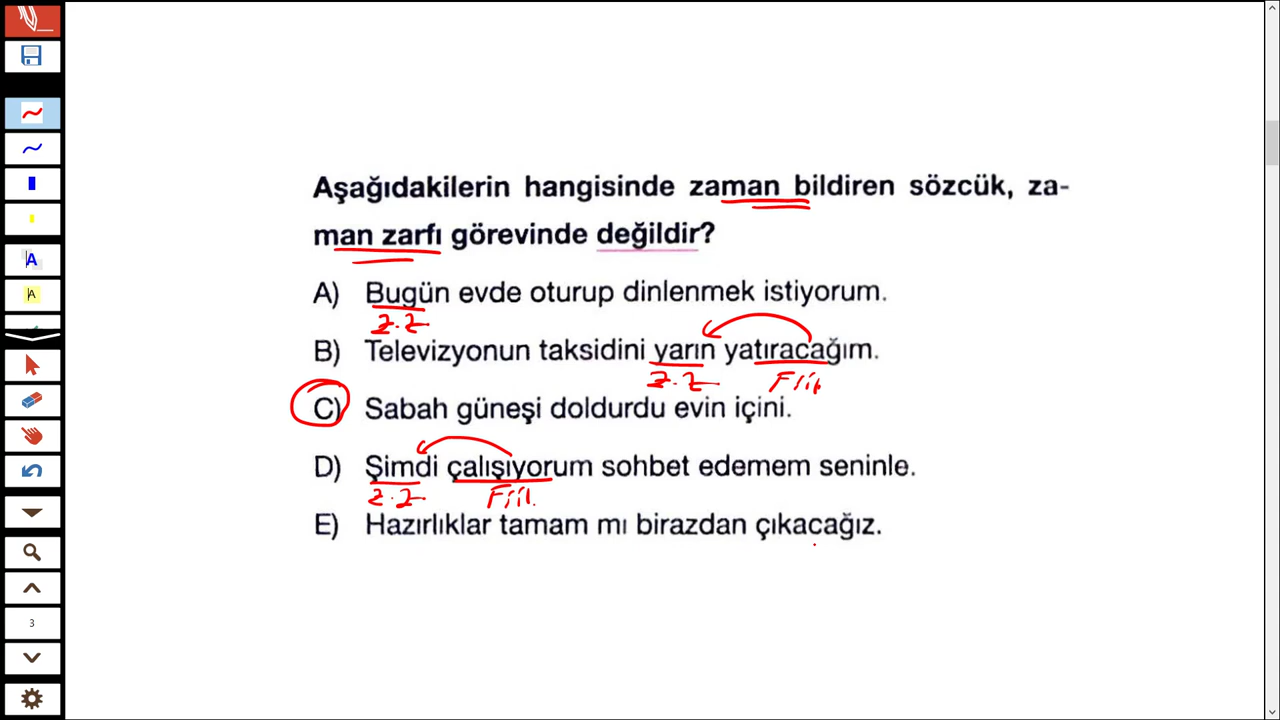 Aşağıdakilerin hangisinde zaman bildiren sözcük, za-
man zarfı görevinde değildir?
A) Bugün evde oturup dinlenmek istiyorum.
z.z
B) Televizyonun taksidini yarın yatıracağım.
z.z Fiil
C) Sabah güneşi doldurdu evin içini.
D) Şimdi çalışıyorum sohbet edemem seninle.
z.z Fiil.
E) Hazırlıklar tamam mı birazdan çıkacağız.
A
A
3